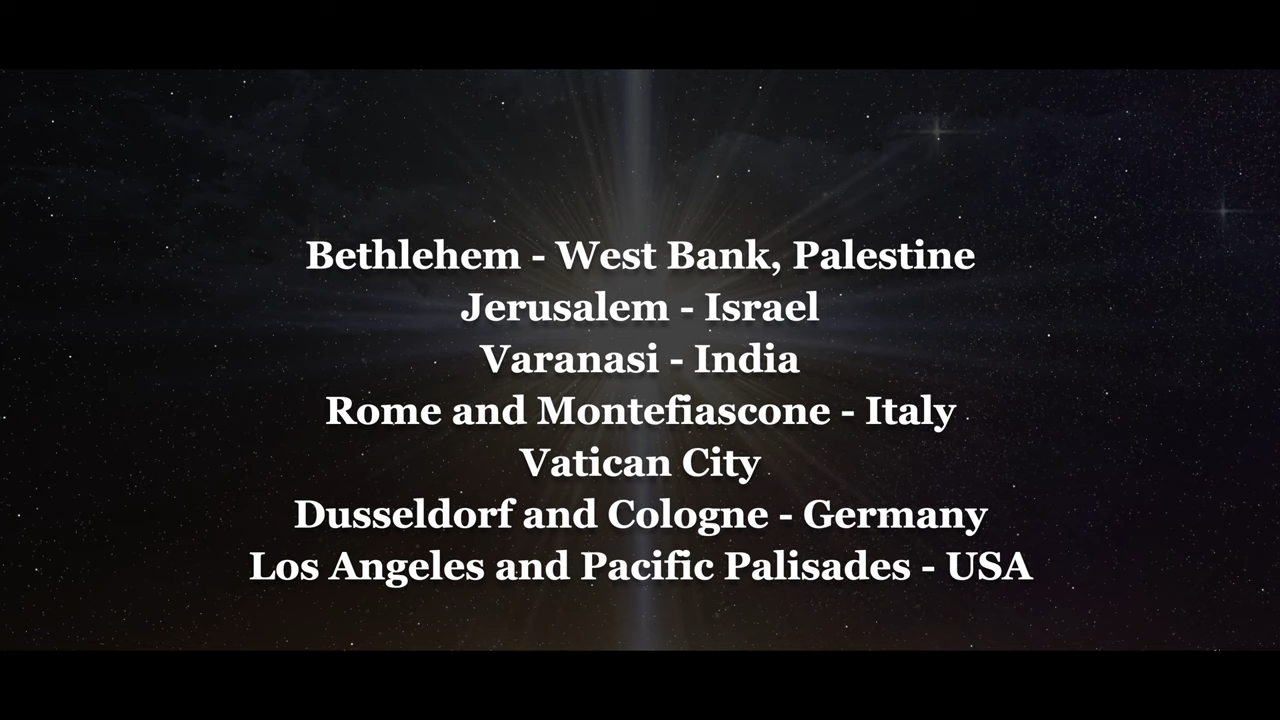 Bethlehem - West Bank, Palestine
Jerusalem - Israel
Varanasi - India
Rome and Montefiascone - Italy
Vatican City
Dusseldorf and Cologne - Germany
Los Angeles and Pacific Palisades - USA